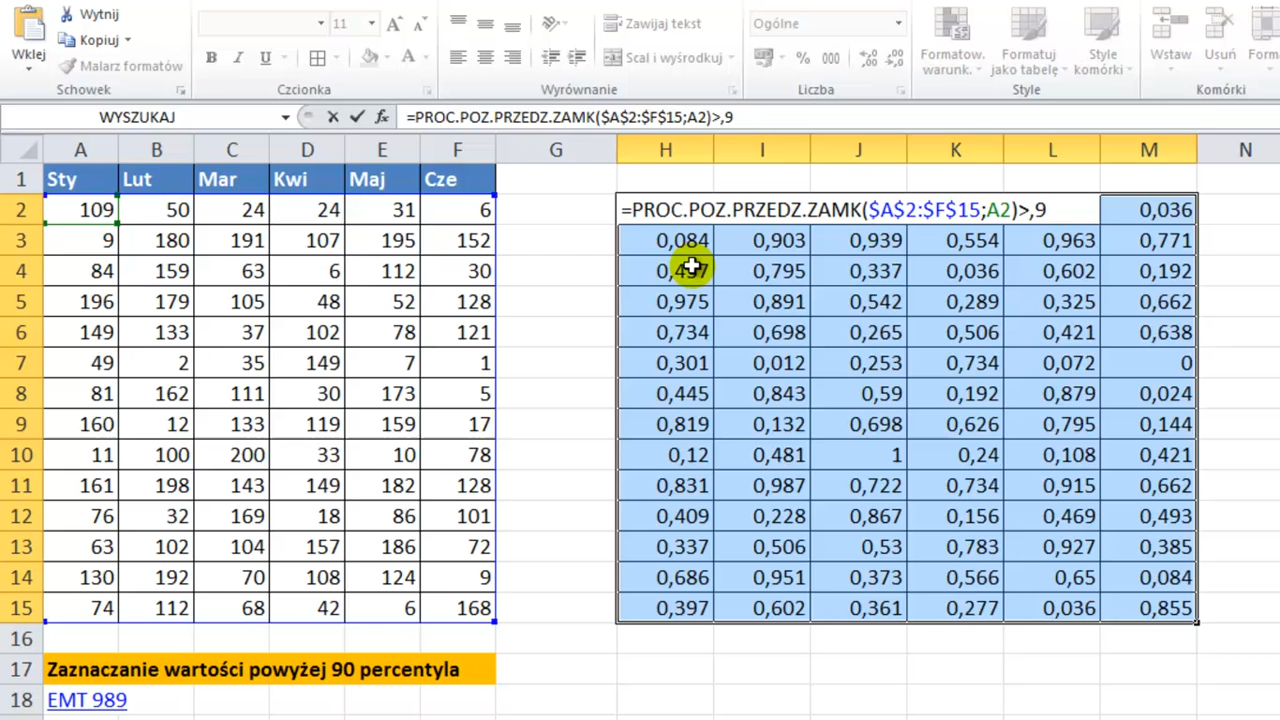 Wklej
Wytnij
Kopiuj
Malarz formatów
Schowek
11
B I U A
Czcionka
Zawijaj tekst
Scal i wyśrodkuj
Wyrównanie
Ogólne
% 000
Liczba
Formatow. warunk.
Formatuj jako tabelę
Style komórki
Style
Wstaw
Usuń
Komórki
WYSZUKAJ fx =PROC.POZ.PRZEDZ.ZAMK($A$2:$F$15;A2)>,9
A B C D E F G H I J K L M N
1 Sty Lut Mar Kwi Maj Cze
2 109 50 24 24 31 6 =PROC.POZ.PRZEDZ.ZAMK($A$2:$F$15;A2)>,9 0,036
3 9 180 191 107 195 152 0,084 0,903 0,939 0,554 0,963 0,771
4 84 159 63 6 112 30 0,457 0,795 0,337 0,036 0,602 0,192
5 196 179 105 48 52 128 0,975 0,891 0,542 0,289 0,325 0,662
6 149 133 37 102 78 121 0,734 0,698 0,265 0,506 0,421 0,638
7 49 2 35 149 7 1 0,301 0,012 0,253 0,734 0,072 0
8 81 162 111 30 173 5 0,445 0,843 0,59 0,192 0,879 0,024
9 160 12 133 119 159 17 0,819 0,132 0,698 0,626 0,795 0,144
10 11 100 200 33 10 78 0,12 0,481 1 0,24 0,108 0,421
11 161 198 143 149 182 128 0,831 0,987 0,722 0,734 0,915 0,662
12 76 32 169 18 86 101 0,409 0,228 0,867 0,156 0,469 0,493
13 63 102 104 157 186 72 0,337 0,506 0,53 0,783 0,927 0,385
14 130 192 70 108 124 9 0,686 0,951 0,373 0,566 0,65 0,084
15 74 112 68 42 6 168 0,397 0,602 0,361 0,277 0,036 0,855
16
17 Zaznaczanie wartości powyżej 90 percentyla
18 EMT 989